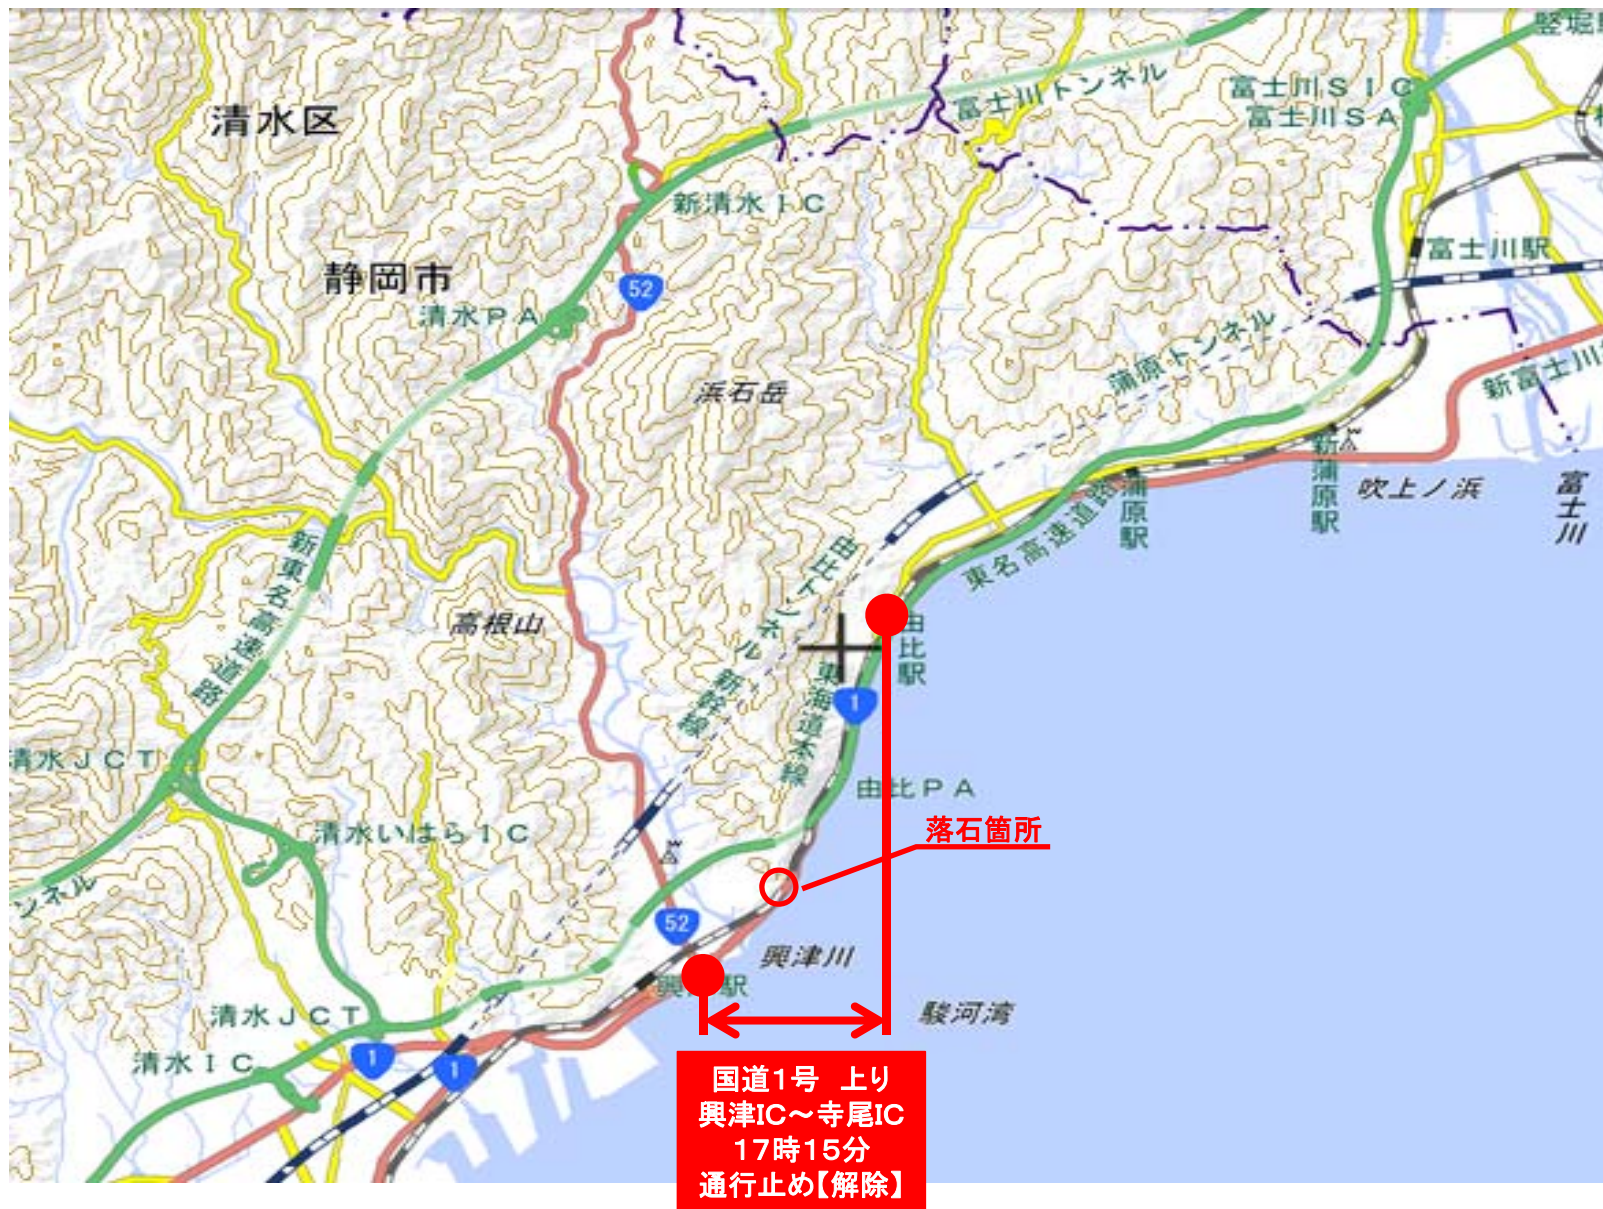 竪堀
富士川SIC
富士川トンネル
富士川SA
清水区
新清水IC
富士川駅
静岡市
52
清水PA
蒲原トンネル
新富士川
浜石岳
新蒲原駅
吹上ノ浜
富士川
蒲原駅
東名高速道路
新東名高速道路
由比トンネル
新幹線
高根山
由比駅
東海道本線
1
清水JCT
由比PA
清水いはらIC
落石箇所
ンネル
52
興津川
興津駅
清水JCT
駿河湾
清水IC
1
1
国道1号 上り
興津IC～寺尾IC
17時15分
通行止め【解除】